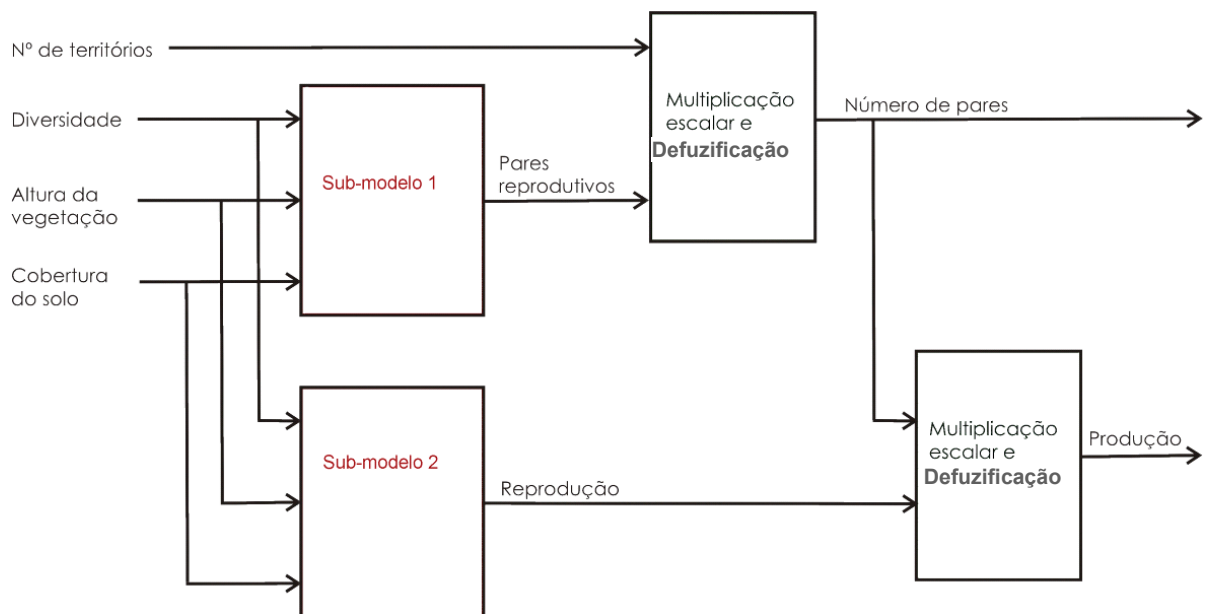 Nº de territórios
Diversidade
Altura da
vegetação
Cobertura
do solo
Sub-modelo 1
Pares
reprodutivos
Multiplicação
escalar e
Defuzificação
Número de pares
Sub-modelo 2
Reprodução
Multiplicação
escalar e
Defuzificação
Produção